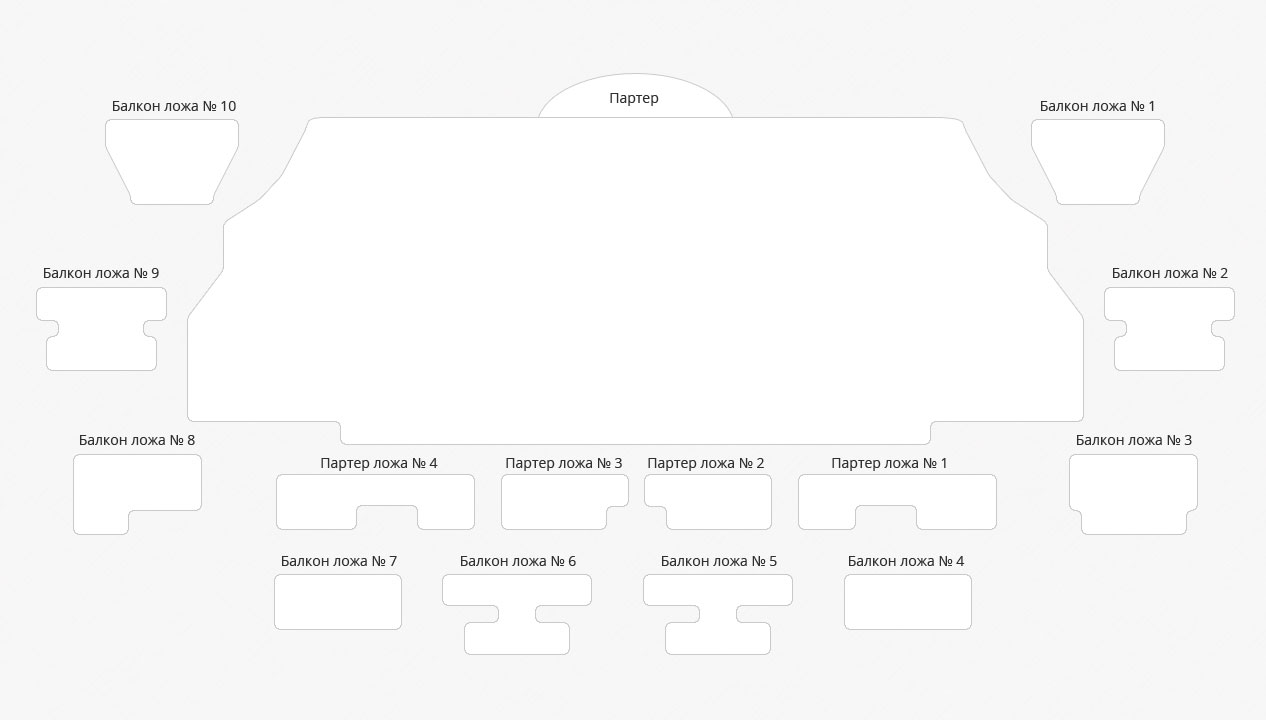 Партер
Балкон ложа № 10
Балкон ложа № 1
Балкон ложа № 9
Балкон ложа № 2
Балкон ложа № 8
Балкон ложа № 3
Партер ложа № 4
Партер ложа № 3
Партер ложа № 2
Партер ложа № 1
Балкон ложа № 7
Балкон ложа № 6
Балкон ложа № 5
Балкон ложа № 4